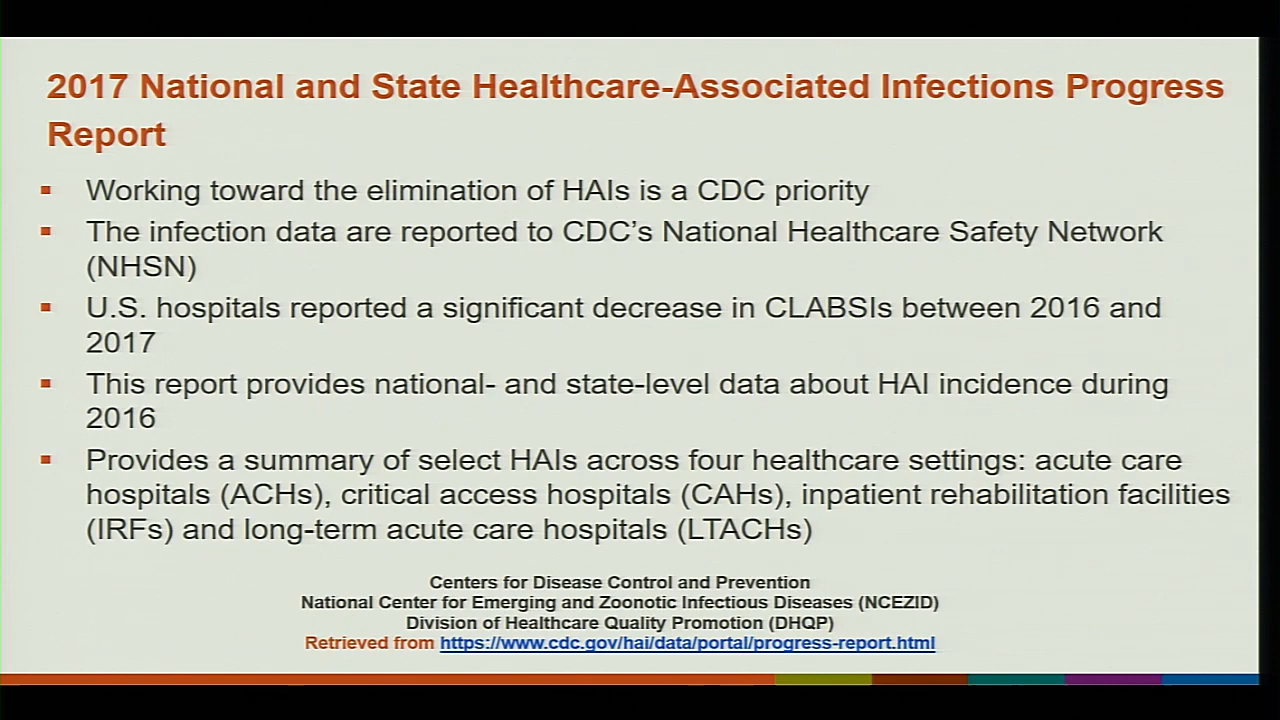 2017 National and State Healthcare-Associated Infections Progress
Report
▪ Working toward the elimination of HAIs is a CDC priority
▪ The infection data are reported to CDC’s National Healthcare Safety Network
(NHSN)
▪ U.S. hospitals reported a significant decrease in CLABSIs between 2016 and
2017
▪ This report provides national- and state-level data about HAI incidence during
2016
▪ Provides a summary of select HAIs across four healthcare settings: acute care
hospitals (ACHs), critical access hospitals (CAHs), inpatient rehabilitation facilities
(IRFs) and long-term acute care hospitals (LTACHs)
Centers for Disease Control and Prevention
National Center for Emerging and Zoonotic Infectious Diseases (NCEZID)
Division of Healthcare Quality Promotion (DHQP)
Retrieved from https://www.cdc.gov/hai/data/portal/progress-report.html